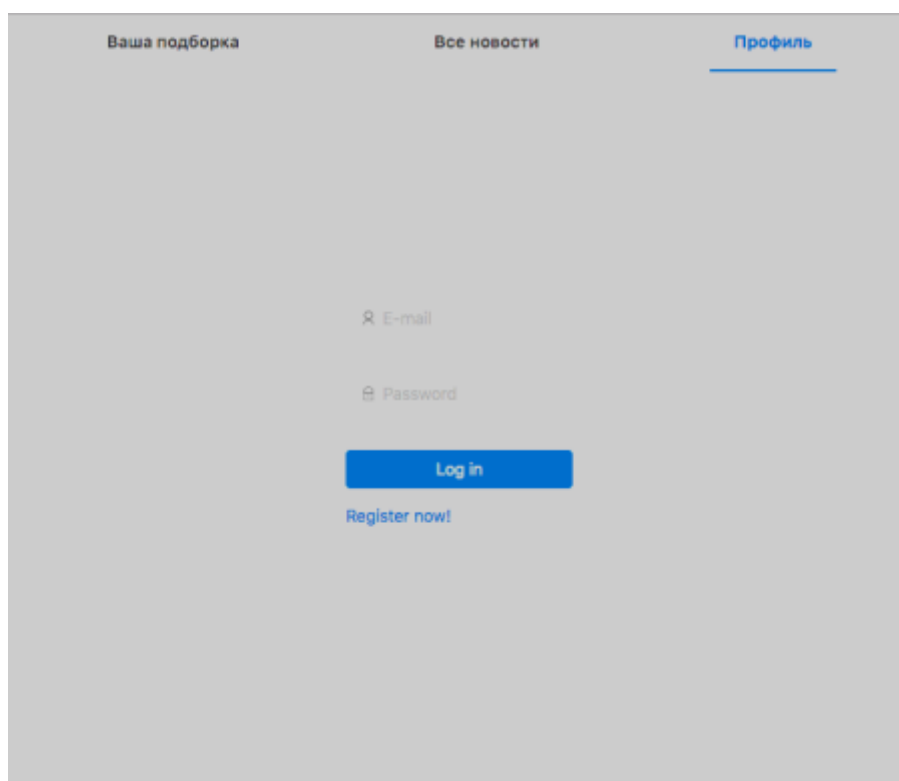 Ваша подборка Все новости Профиль
E-mail
Password
Log in
Register now!